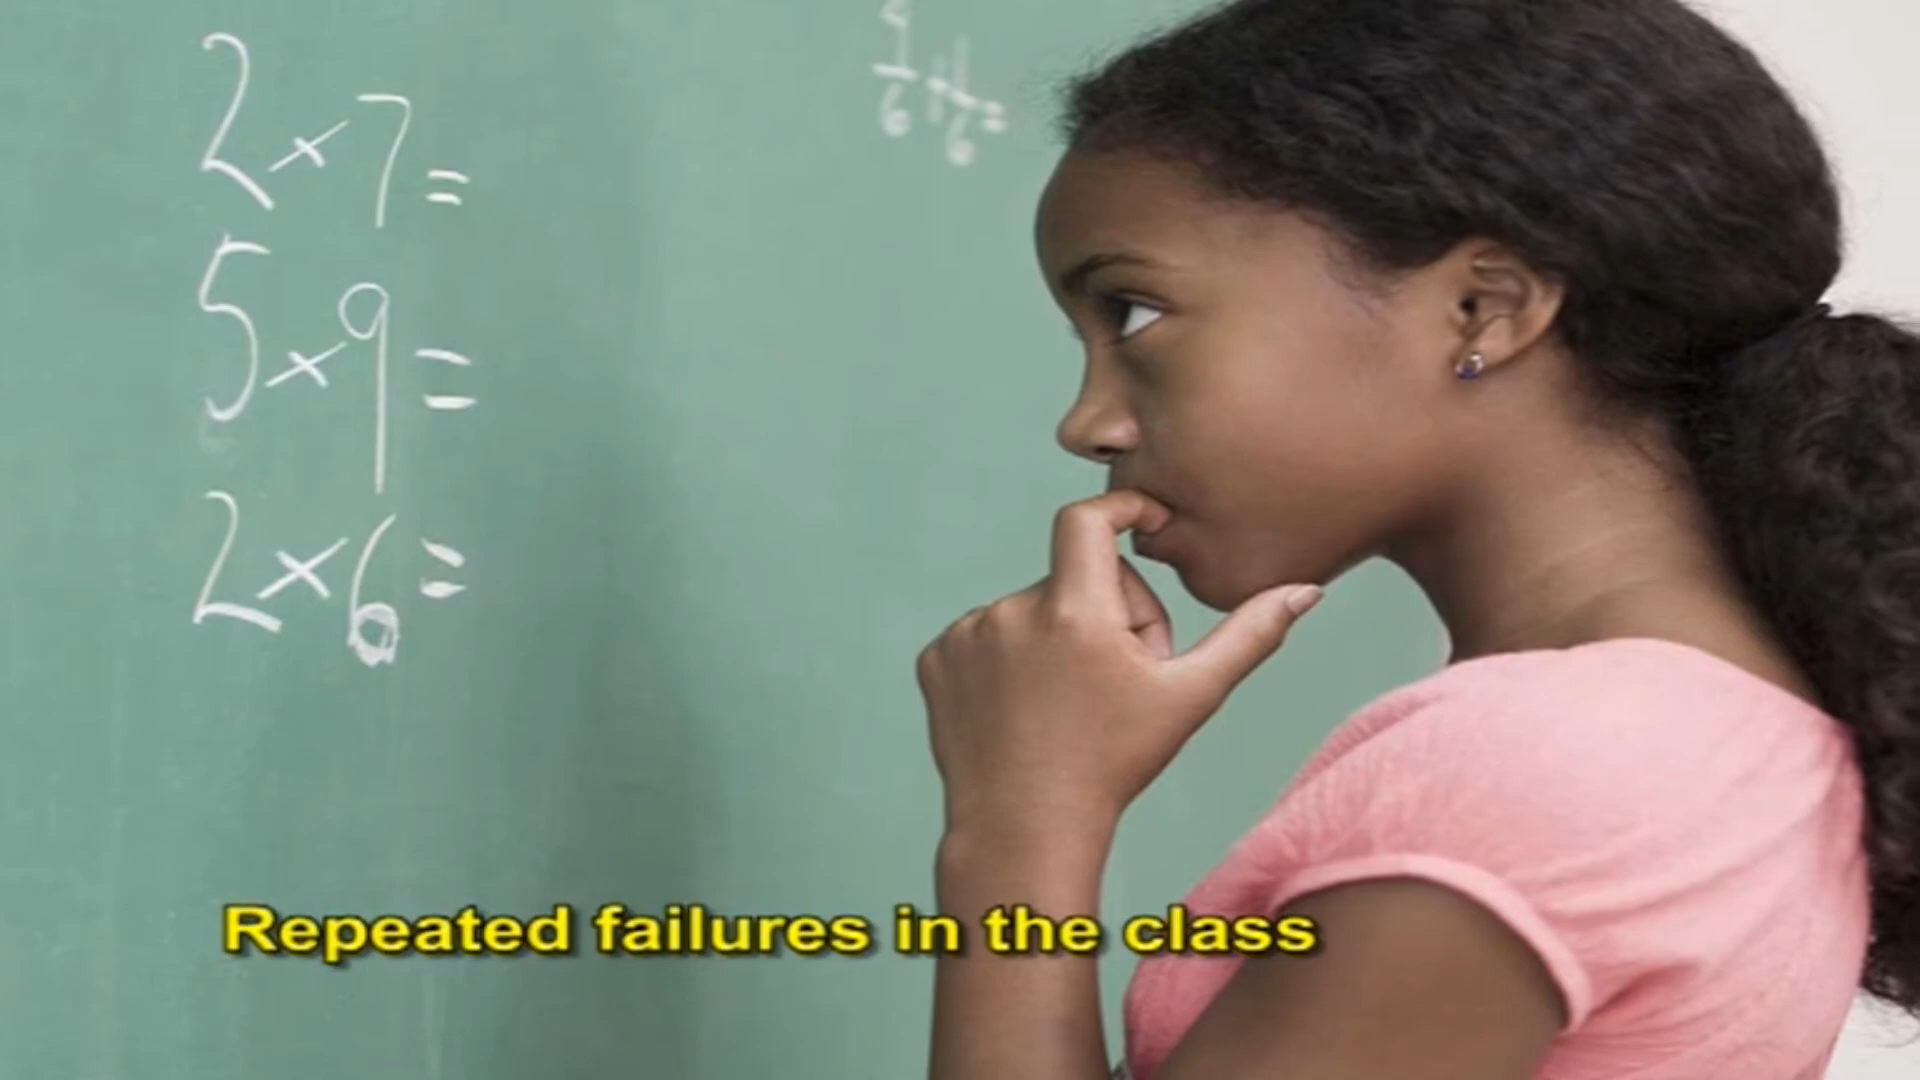 2×7=
5×9=
2×6=
Repeated failures in the class